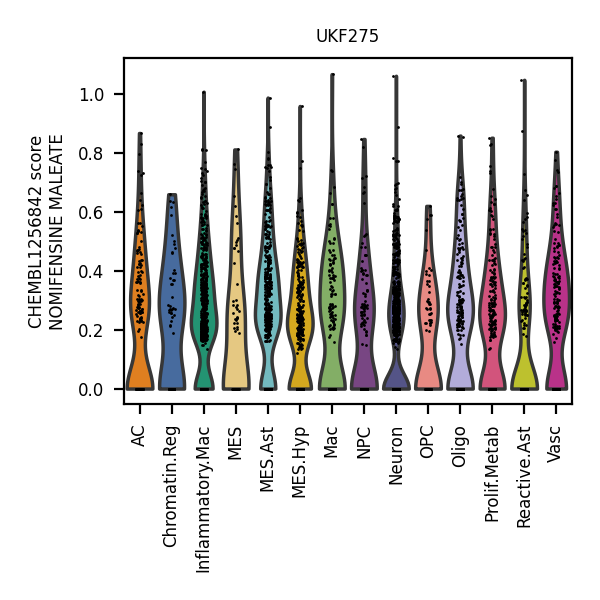 UKF275
CHEMBL1256842 score
NOMIFENSINE MALEATE
1.0
0.8
0.6
0.4
0.2
0.0
AC
Chromatin.Reg
Inflammatory.Mac
MES
MES.Ast
MES.Hyp
Mac
NPC
Neuron
OPC
Oligo
Prolif.Metab
Reactive.Ast
Vasc